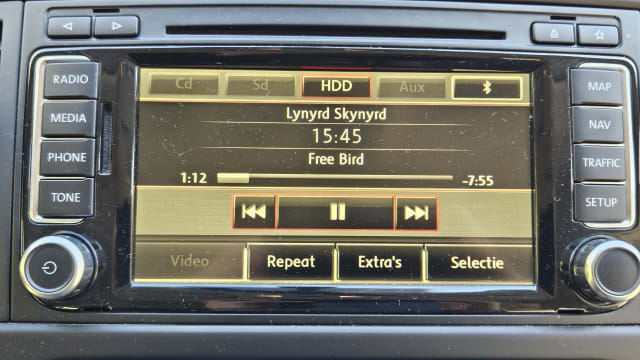 RADIO
MEDIA
PHONE
TONE
Cd Sd HDD Aux
Lynyrd Skynyrd
15:45
Free Bird
1:12 -7:55
Video Repeat Extra's Selectie
MAP
NAV
TRAFFIC
SETUP